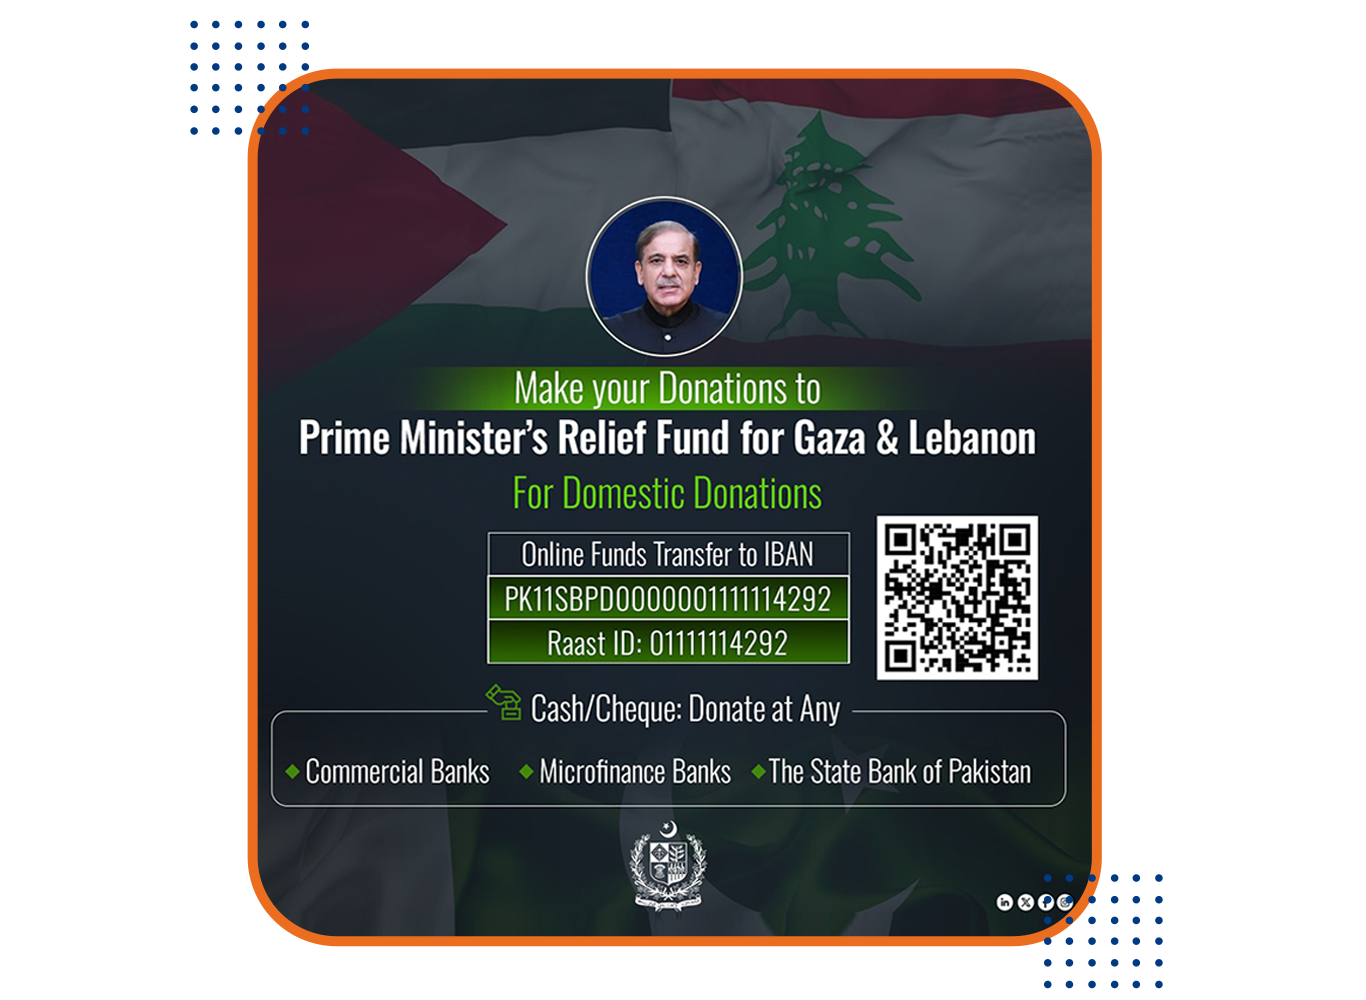 Make your Donations to
Prime Minister's Relief Fund for Gaza & Lebanon
For Domestic Donations
Online Funds Transfer to IBAN
PK11SBPD0000001111114292
Raast ID: 01111114292
Cash/Cheque: Donate at Any
Commercial Banks
Microfinance Banks
The State Bank of Pakistan